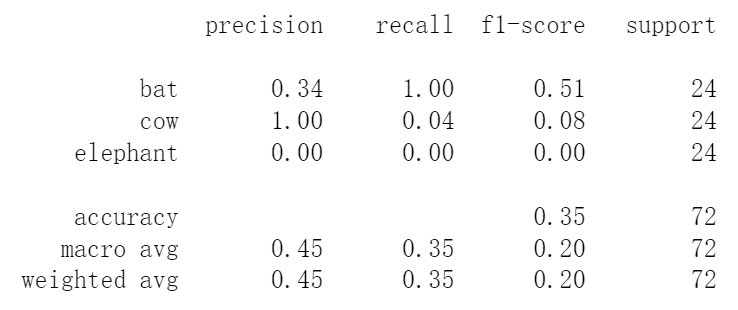 precision recall f1-score support
bat 0.34 1.00 0.51 24
cow 1.00 0.04 0.08 24
elephant 0.00 0.00 0.00 24
accuracy 0.35 72
macro avg 0.45 0.35 0.20 72
weighted avg 0.45 0.35 0.20 72